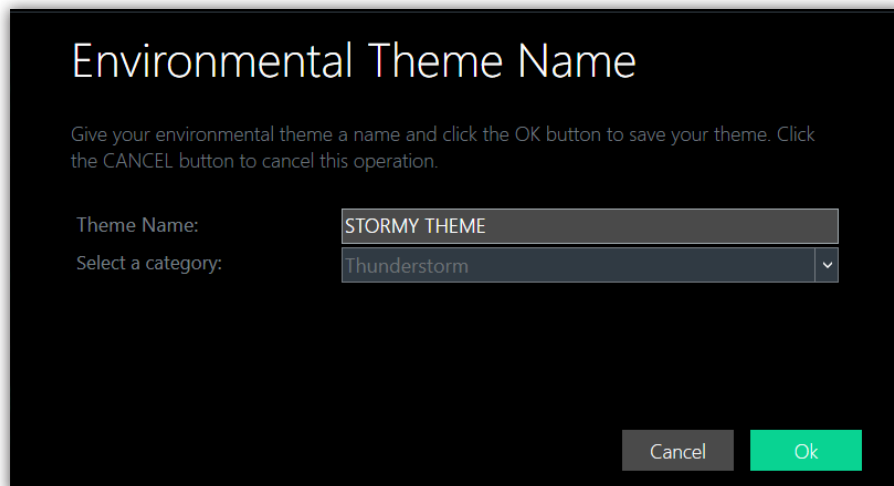 Environmental Theme Name
Give your environmental theme a name and click the OK button to save your theme. Click
the CANCEL button to cancel this operation.
Theme Name: STORMY THEME
Select a category: Thunderstorm
Cancel Ok